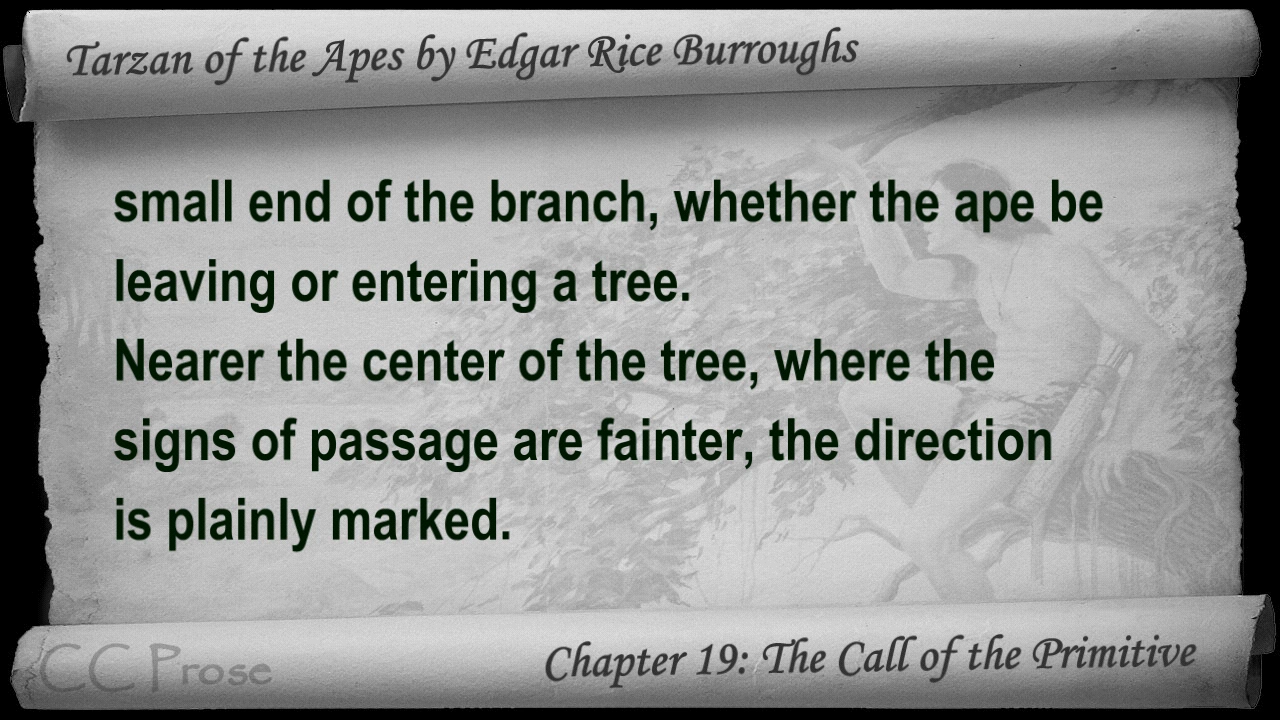 Tarzan of the Apes by Edgar Rice Burroughs
small end of the branch, whether the ape be
leaving or entering a tree.
Nearer the center of the tree, where the
signs of passage are fainter, the direction
is plainly marked.
CC Prose
Chapter 19: The Call of the Primitive